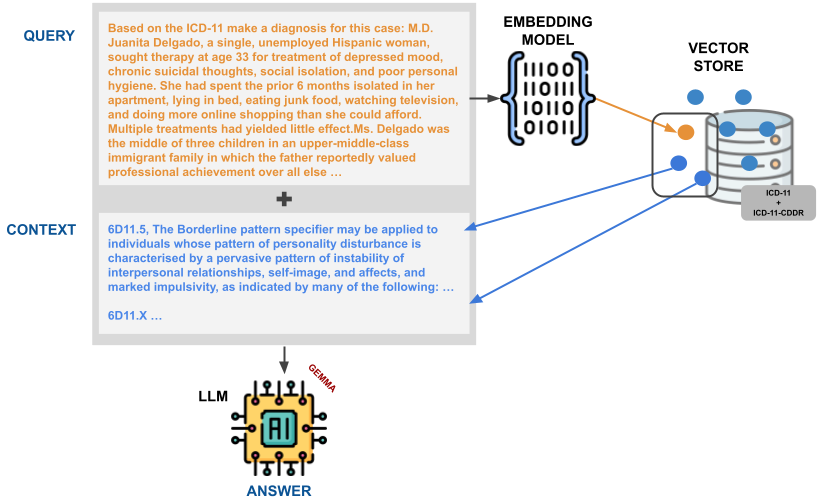 QUERY
Based on the ICD-11 make a diagnosis for this case: M.D.
Juanita Delgado, a single, unemployed Hispanic woman,
sought therapy at age 33 for treatment of depressed mood,
chronic suicidal thoughts, social isolation, and poor personal
hygiene. She had spent the prior 6 months isolated in her
apartment, lying in bed, eating junk food, watching television,
and doing more online shopping than she could afford.
Multiple treatments had yielded little effect.Ms. Delgado was
the middle of three children in an upper-middle-class
immigrant family in which the father reportedly valued
professional achievement over all else ...
EMBEDDING
MODEL
11100
11010
01011
VECTOR
STORE
ICD-11
+
ICD-11-CDDR
+
CONTEXT
6D11.5, The Borderline pattern specifier may be applied to
individuals whose pattern of personality disturbance is
characterised by a pervasive pattern of instability of
interpersonal relationships, self-image, and affects, and
marked impulsivity, as indicated by many of the following: ...
6D11.X ...
LLM
GEMMA
AI
ANSWER